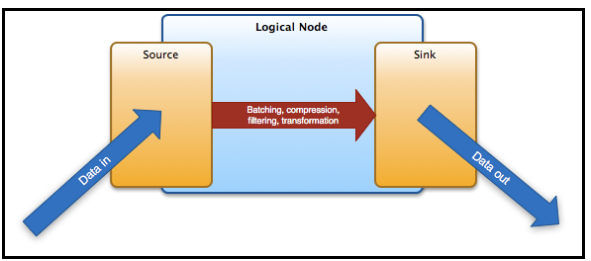 Logical Node
Source
Sink
Batching, compression,
filtering, transformation
Data in
Data out